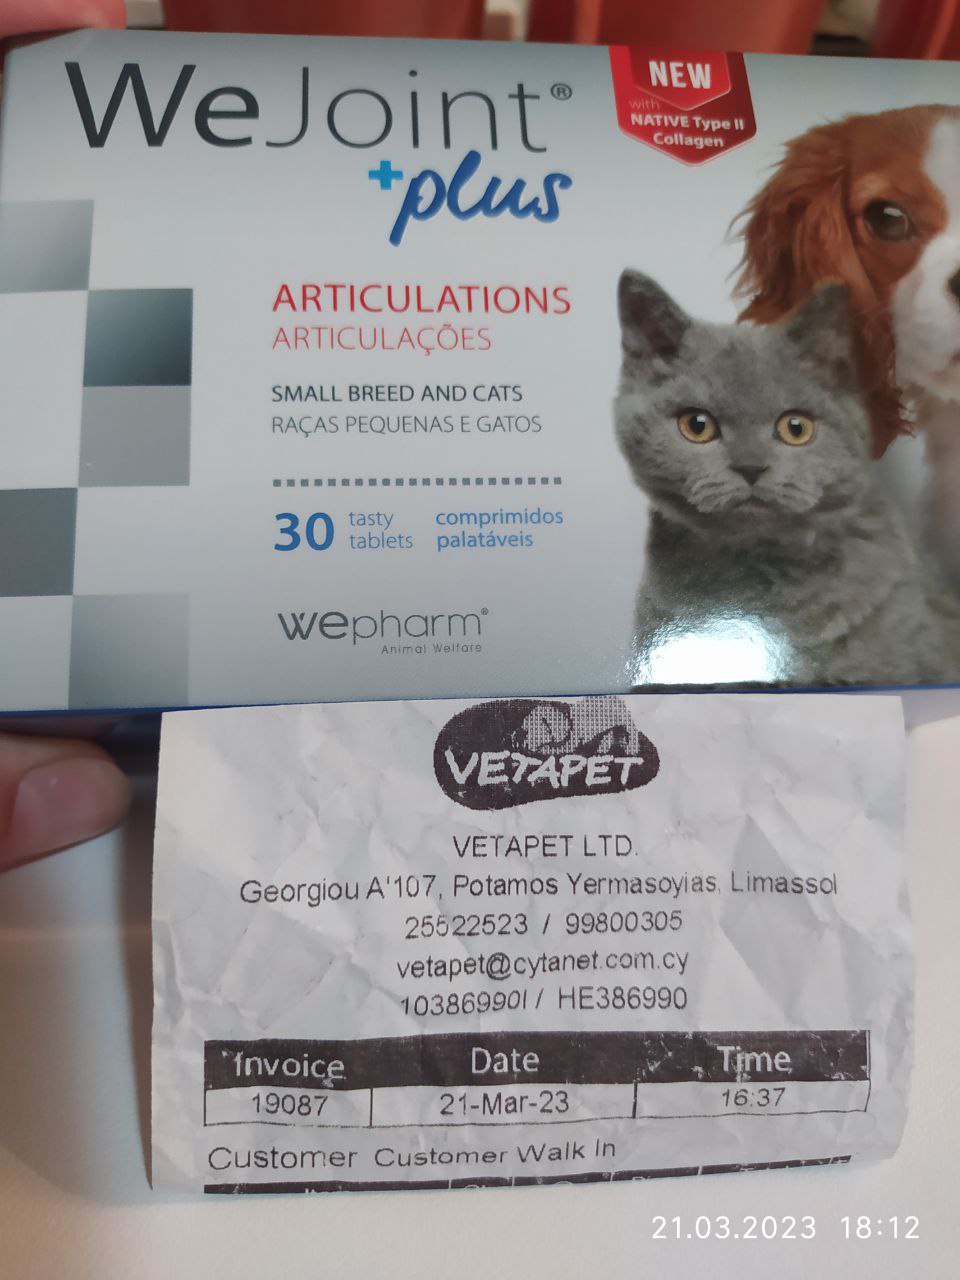 WeJoint®
+plus
NEW
with
NATIVE Type II
Collagen
ARTICULATIONS
ARTICULAÇÕES
SMALL BREED AND CATS
RAÇAS PEQUENAS E GATOS
30 tasty tablets comprimidos palatáveis
wepharm®
Animal Welfare
VETAPET
VETAPET LTD.
Georgiou A'107, Potamos Yermasoyias, Limassol
25522523 / 99800305
vetapet@cytanet.com.cy
10386990I / HE386990
Invoice Date Time
19087 21-Mar-23 16:37
Customer Customer Walk In
21.03.2023 18:12